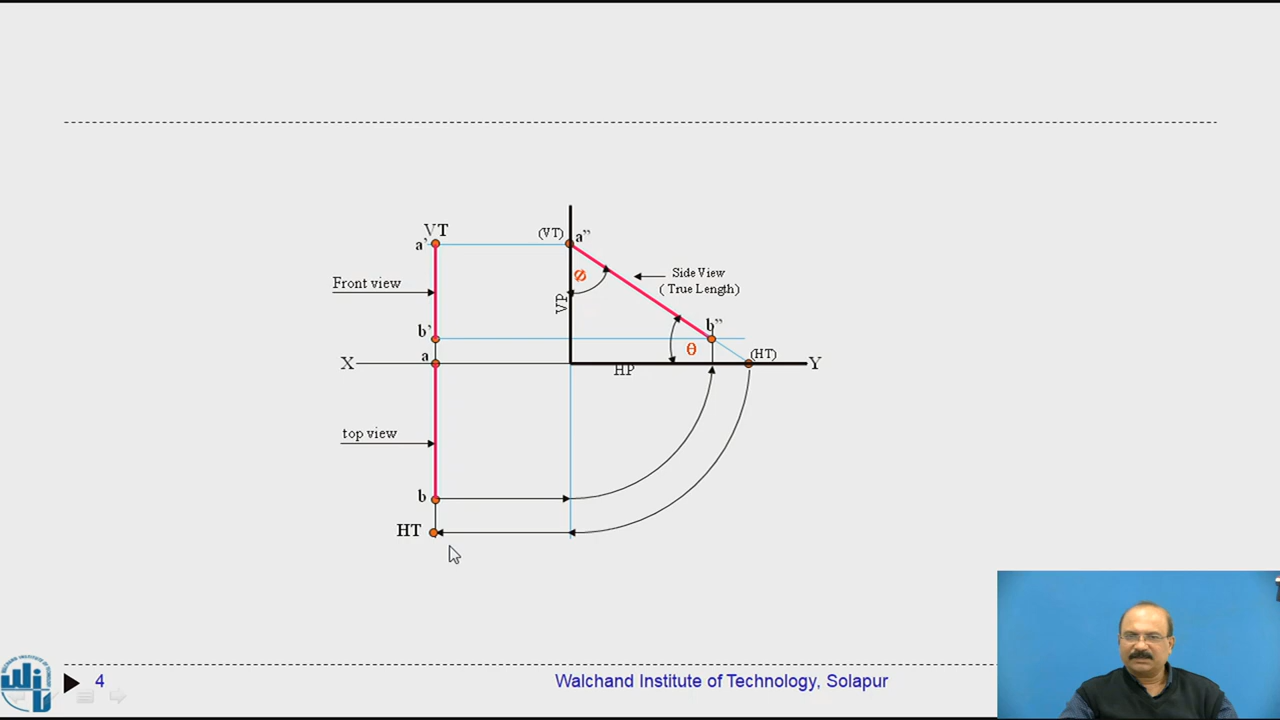 VT
a'
(VT)
a"
Front view
Ø
Side View
( True Length)
VP
b'
b"
θ
a
(HT)
X
Y
HP
top view
b
HT
4
Walchand Institute of Technology, Solapur